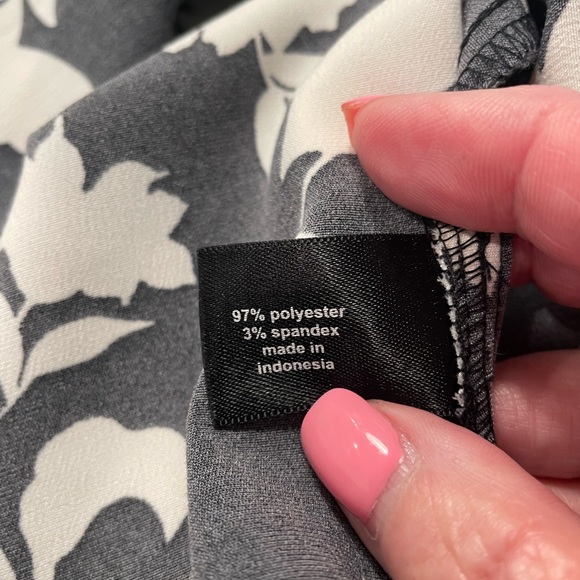 97% polyester
3% spandex
made in
indonesia